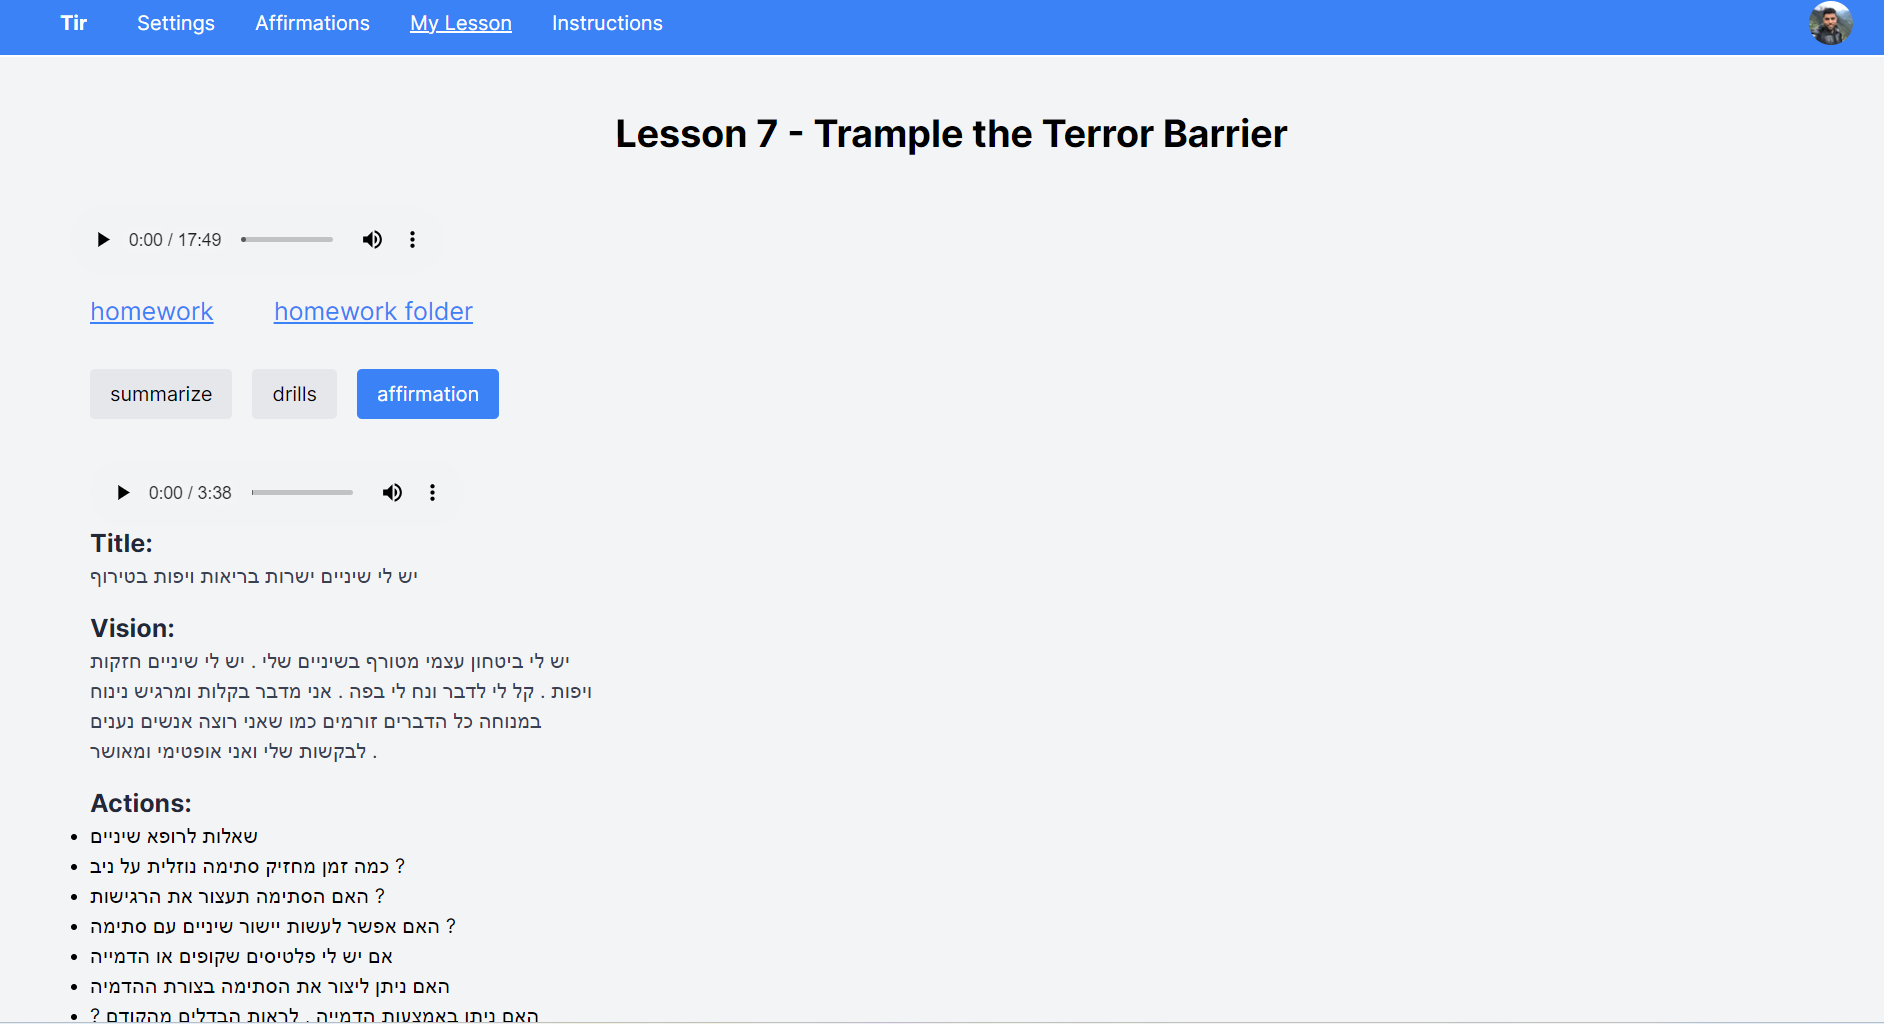 Tir Settings Affirmations My Lesson Instructions
Lesson 7 - Trample the Terror Barrier
0:00 / 17:49
homework homework folder
summarize drills affirmation
0:00 / 3:38
Title:
יש לי שיניים ישרות בריאות ויפות בטירוף
Vision:
יש לי ביטחון עצמי מטורף בשיניים שלי . יש לי שיניים חזקות
ויפות . קל לי לדבר ונח לי בפה . אני מדבר בקלות ומרגיש נינוח
במנוחה כל הדברים זורמים כמו שאני רוצה אנשים נענים
לבקשות שלי ואני אופטימי ומאושר .
Actions:
שאלות לרופא שיניים
כמה זמן מחזיק סתימה נוזלית על ניב ?
האם הסתימה תעצור את הרגישות ?
האם אפשר לעשות יישור שיניים עם סתימה ?
אם יש לי פלטיסים שקופים או הדמייה
האם ניתן ליצור את הסתימה בצורת ההדמיה
האם ניתן באמצעות הדמייה , לראות הבדלים מהקודם ?